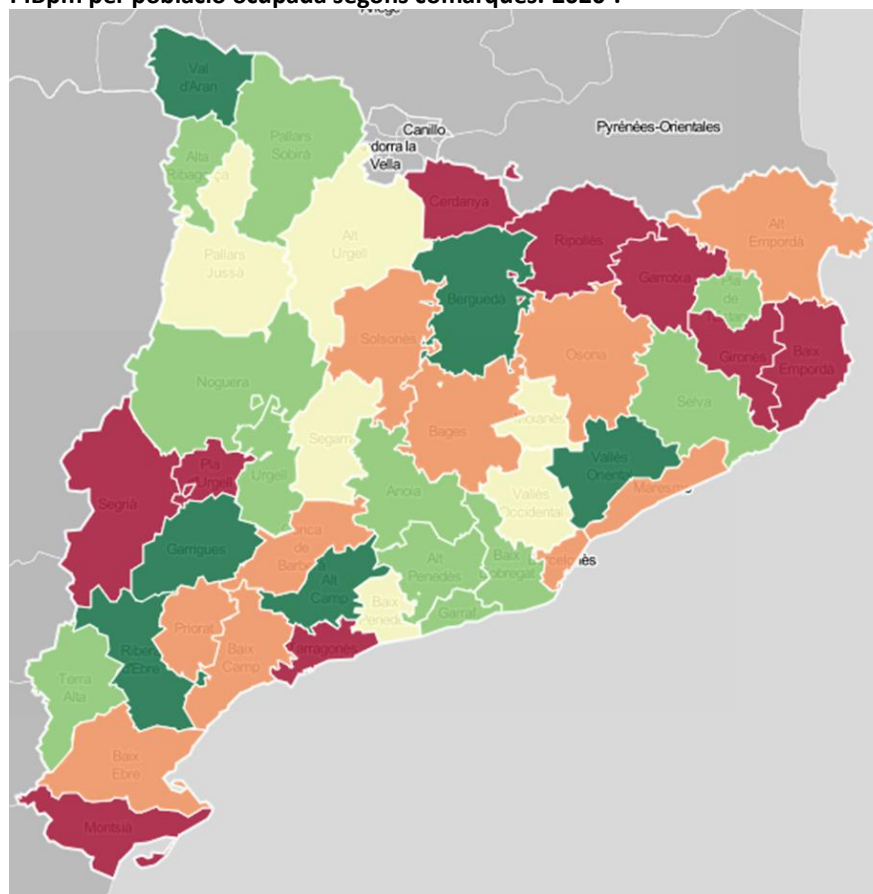 per població ocupada segons comarques. 2020
Val
d'Aran
Canillo
Pyrénées-Orientales
Pallars
Sobirà
dorra la
Vella
Alta
Ribagorça
Cerdanya
Alt
Empordà
Alt
Urgell
Ripollès
Pallars
Jussà
Garrotxa
Pla
de
Berguedà
Solsonès
Osona
Gironès
Baix
Empordà
Noguera
Selva
Segarra
Bages
Moianès
Pla
d'Urgell
Urgell
Vallès
Oriental
Segrià
Anoia
Vallès
Occidental
Maresme
Garrigues
Conca
de
Barberà
Alt
Penedès
Baix
Llobregat
Barcelonès
Alt
Camp
Baix
Penedès
Garraf
Priorat
Ribera
d'Ebre
Baix
Camp
Tarragonès
Terra
Alta
Baix
Ebre
Montsià